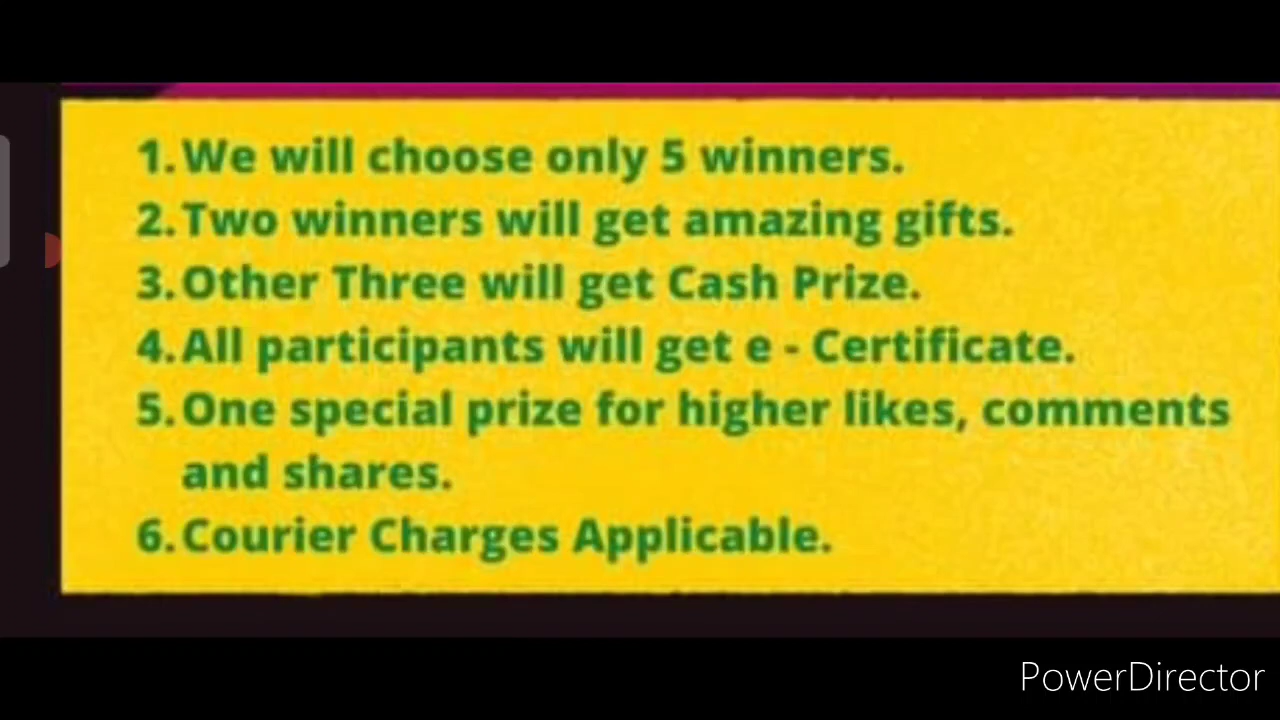 1. We will choose only 5 winners.
2. Two winners will get amazing gifts.
3. Other Three will get Cash Prize.
4. All participants will get e - Certificate.
5. One special prize for higher likes, comments
and shares.
6. Courier Charges Applicable.
PowerDirector